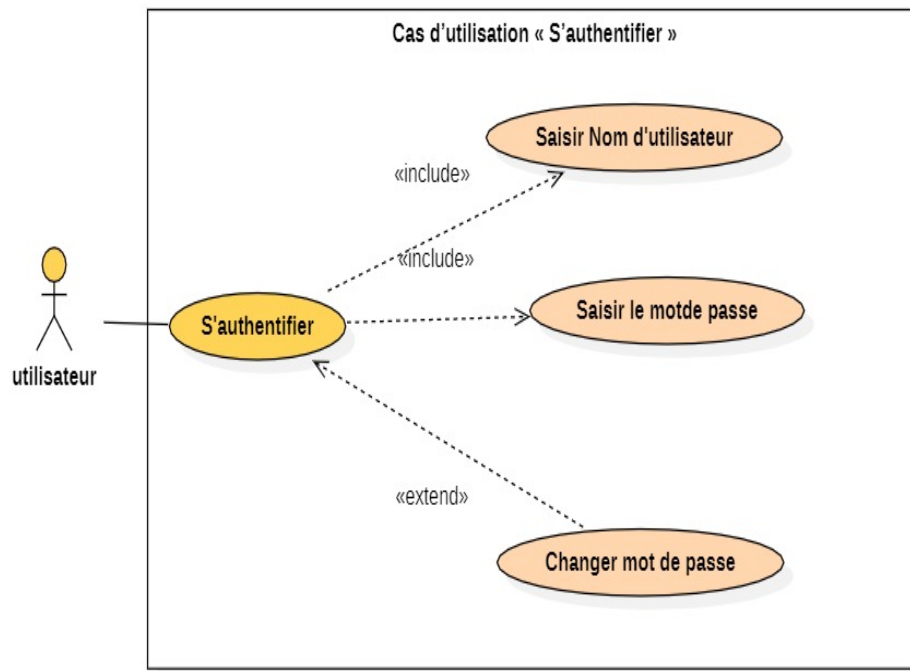 Cas d’utilisation « S’authentifier »
Saisir Nom d'utilisateur
«include»
«include»
Saisir le motde passe
S'authentifier
utilisateur
«extend»
Changer mot de passe